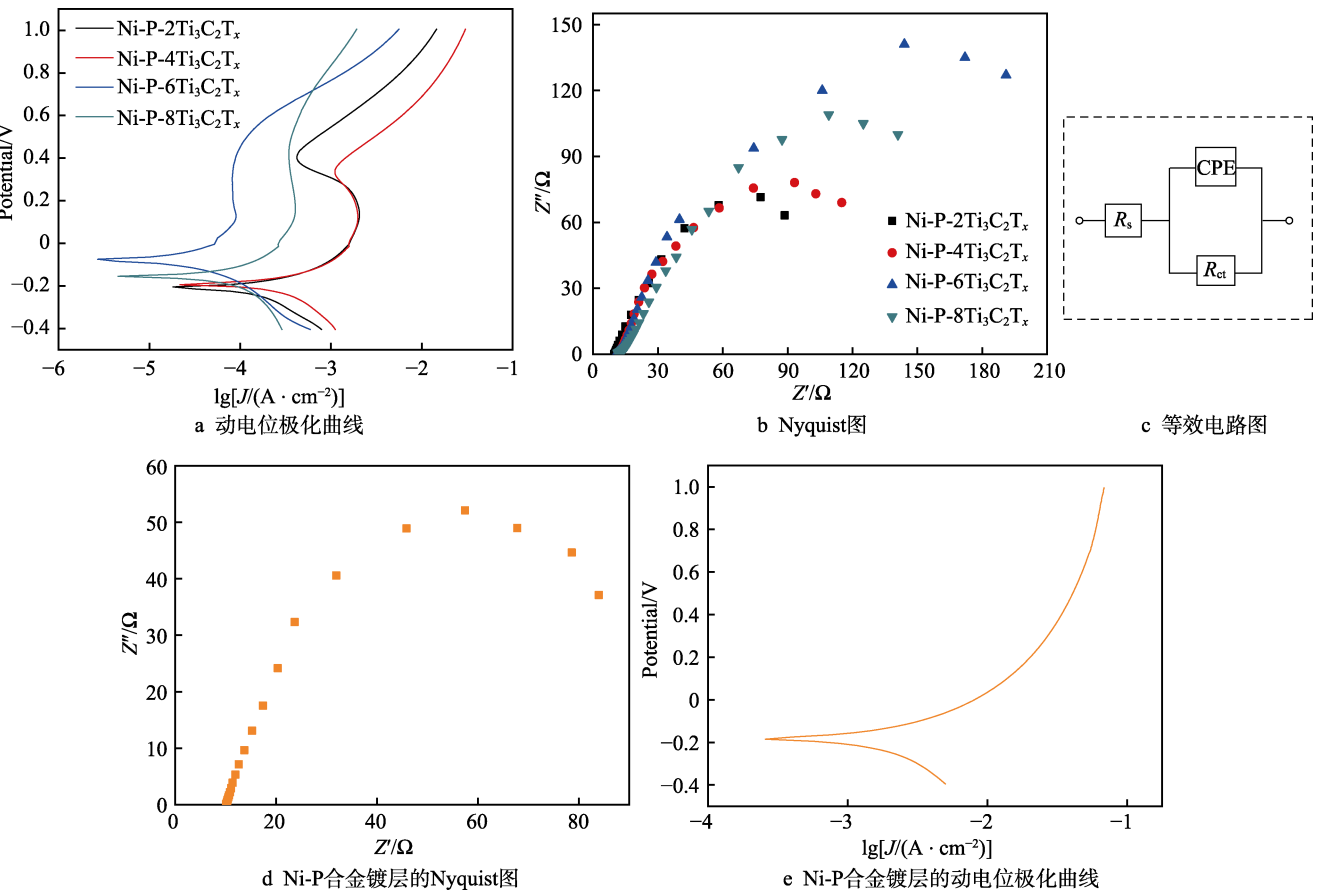 Ni-P-2Ti₃C₂Tₓ
Ni-P-4Ti₃C₂Tₓ
Ni-P-6Ti₃C₂Tₓ
Ni-P-8Ti₃C₂Tₓ
1.0
0.8
0.6
0.4
0.2
0
−0.2
−0.4
Potential/V
−6
−5
−4
−3
−2
−1
lg[J/(A · cm⁻²)]
a 动电位极化曲线
150
120
90
60
30
0
Z″/Ω
Ni-P-2Ti₃C₂Tₓ
Ni-P-4Ti₃C₂Tₓ
Ni-P-6Ti₃C₂Tₓ
Ni-P-8Ti₃C₂Tₓ
0
30
60
90
120
150
180
210
Z′/Ω
b Nyquist图
CPE
Rs
Rct
c 等效电路图
60
50
40
30
20
10
0
Z″/Ω
0
20
40
60
80
Z′/Ω
d Ni-P合金镀层的Nyquist图
1.0
0.8
0.6
0.4
0.2
0
−0.2
−0.4
Potential/V
−4
−3
−2
−1
lg[J/(A · cm⁻²)]
e Ni-P合金镀层的动电位极化曲线